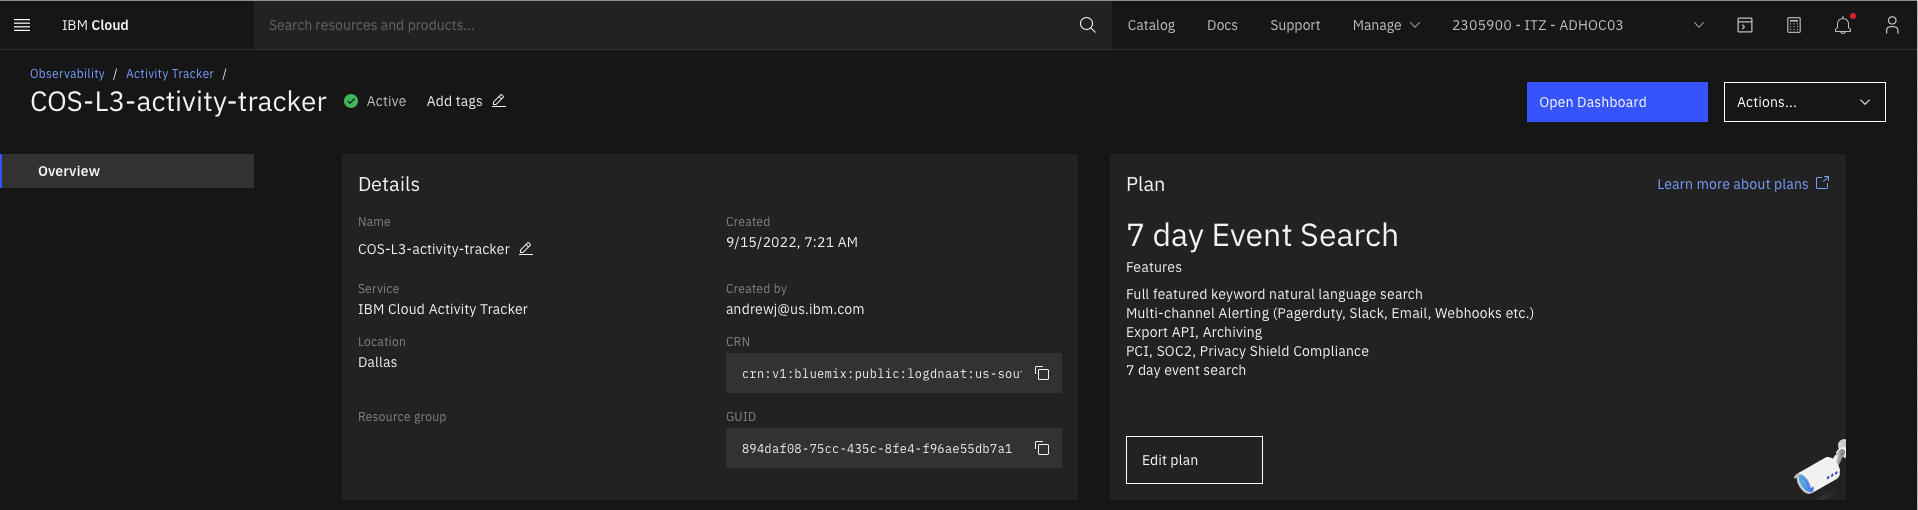 IBM Cloud
Search resources and products...
Catalog
Docs
Support
Manage
2305900 - ITZ - ADHOC03
Observability / Activity Tracker /
COS-L3-activity-tracker
Active
Add tags
Open Dashboard
Actions...
Overview
Details
Name
COS-L3-activity-tracker
Created
9/15/2022, 7:21 AM
Service
IBM Cloud Activity Tracker
Created by
andrewj@us.ibm.com
Location
Dallas
CRN
crn:v1:bluemix:public:logdnaat:us-sou
Resource group
GUID
894daf08-75cc-435c-8fe4-f96ae55db7a1
Plan
Learn more about plans
7 day Event Search
Features
Full featured keyword natural language search
Multi-channel Alerting (Pagerduty, Slack, Email, Webhooks etc.)
Export API, Archiving
PCI, SOC2, Privacy Shield Compliance
7 day event search
Edit plan